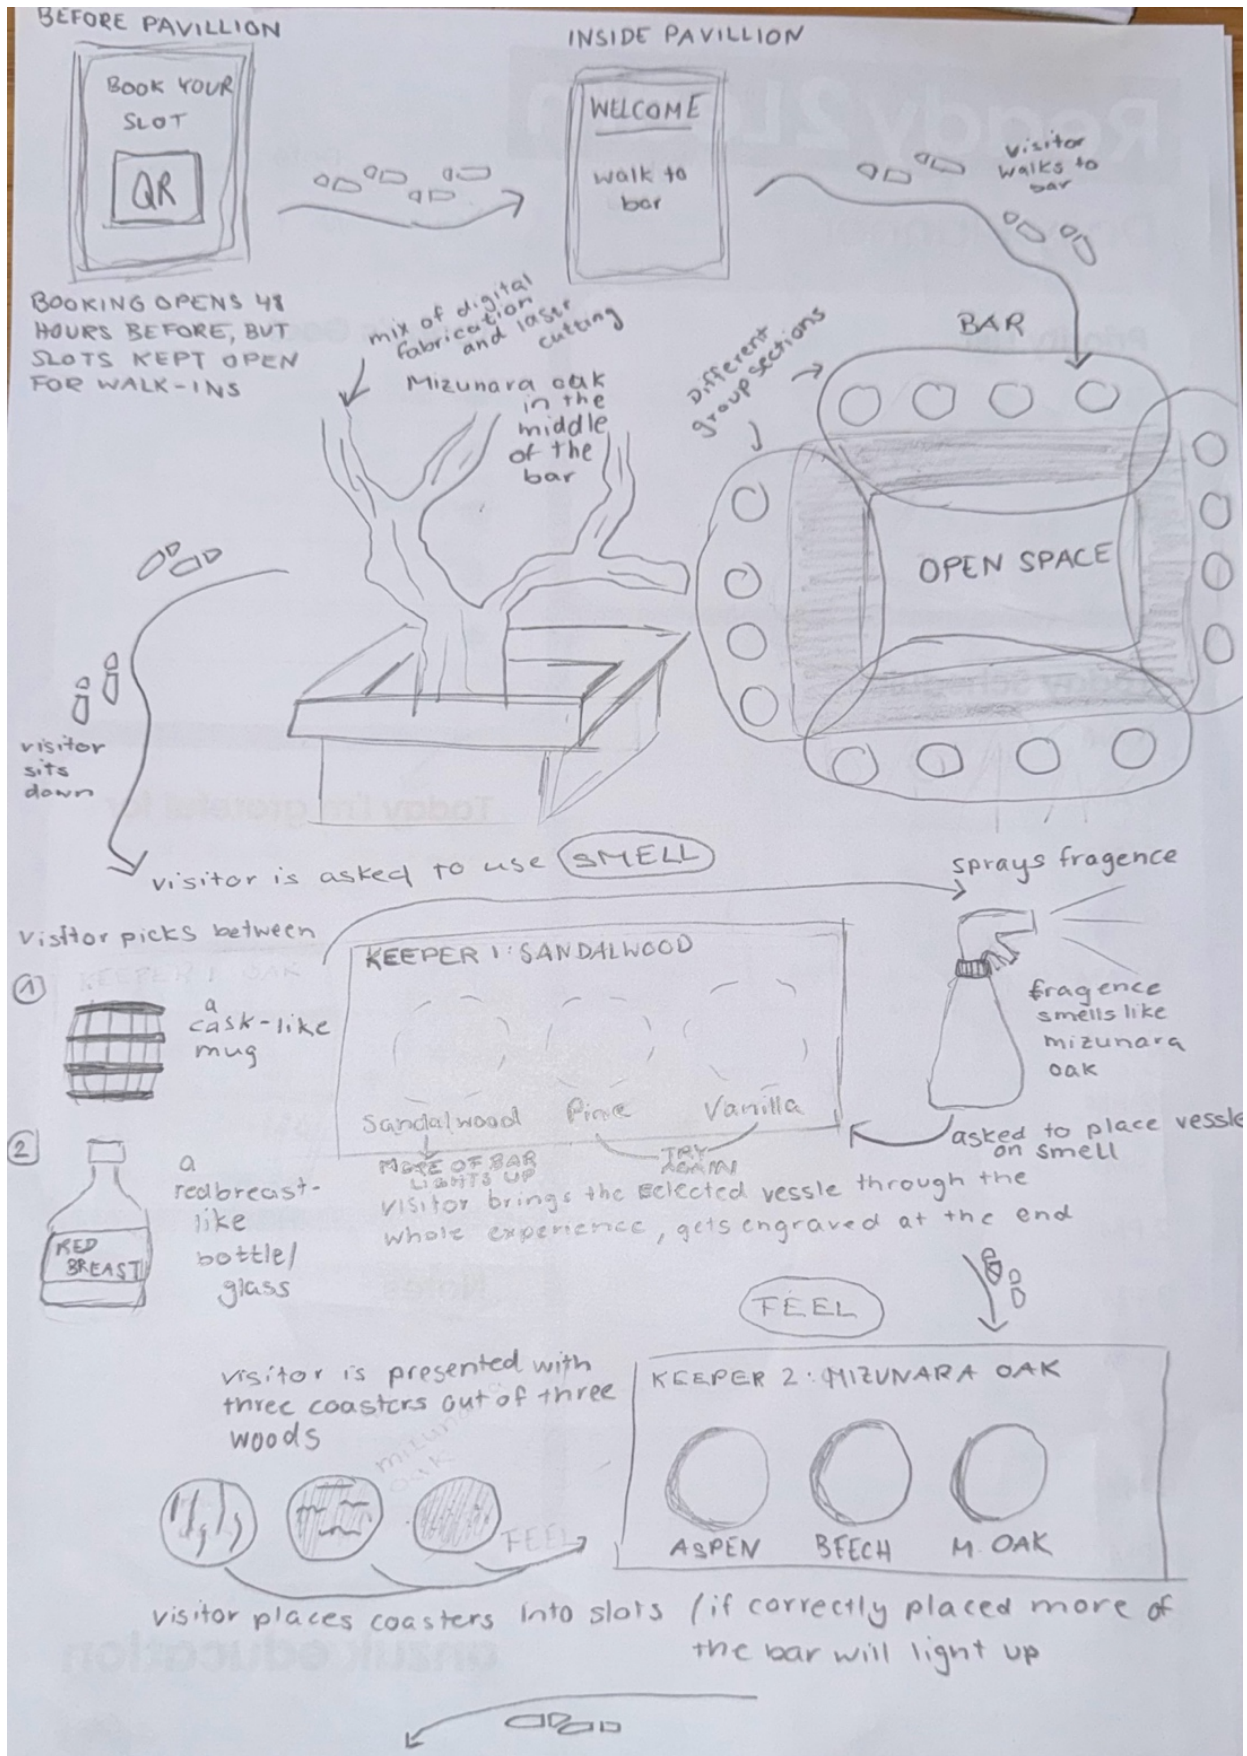 BEFORE PAVILLION
BOOK YOUR
SLOT
QR
BOOKING OPENS 48
HOURS BEFORE, BUT
SLOTS KEPT OPEN
FOR WALK-INS
INSIDE PAVILLION
WELCOME
walk to
bar
visitor
walks to
bar
mix of digital
fabrication
and laser
cutting
Mizunara oak
in the
middle
of the
bar
Different
group sections
BAR
OPEN SPACE
visitor
sits
down
visitor is asked to use SMELL
visitor picks between
1
a
cask-like
mug
2
a
redbreast-
like
bottle/
glass
RED
BREAST
KEEPER 1: SANDALWOOD
Sandalwood Pine Vanilla
MORE OF BAR
LIGHTS UP
TRY
AGAIN
sprays fragence
fragence
smells like
mizunara
oak
asked to place vessle
on smell
visitor brings the selected vessle through the
whole experience, gets engraved at the end
FEEL
visitor is presented with
three coasters out of three
woods
mizunara
oak
FEEL
KEEPER 2: MIZUNARA OAK
ASPEN BEECH M. OAK
visitor places coasters into slots / if correctly placed more of
the bar will light up